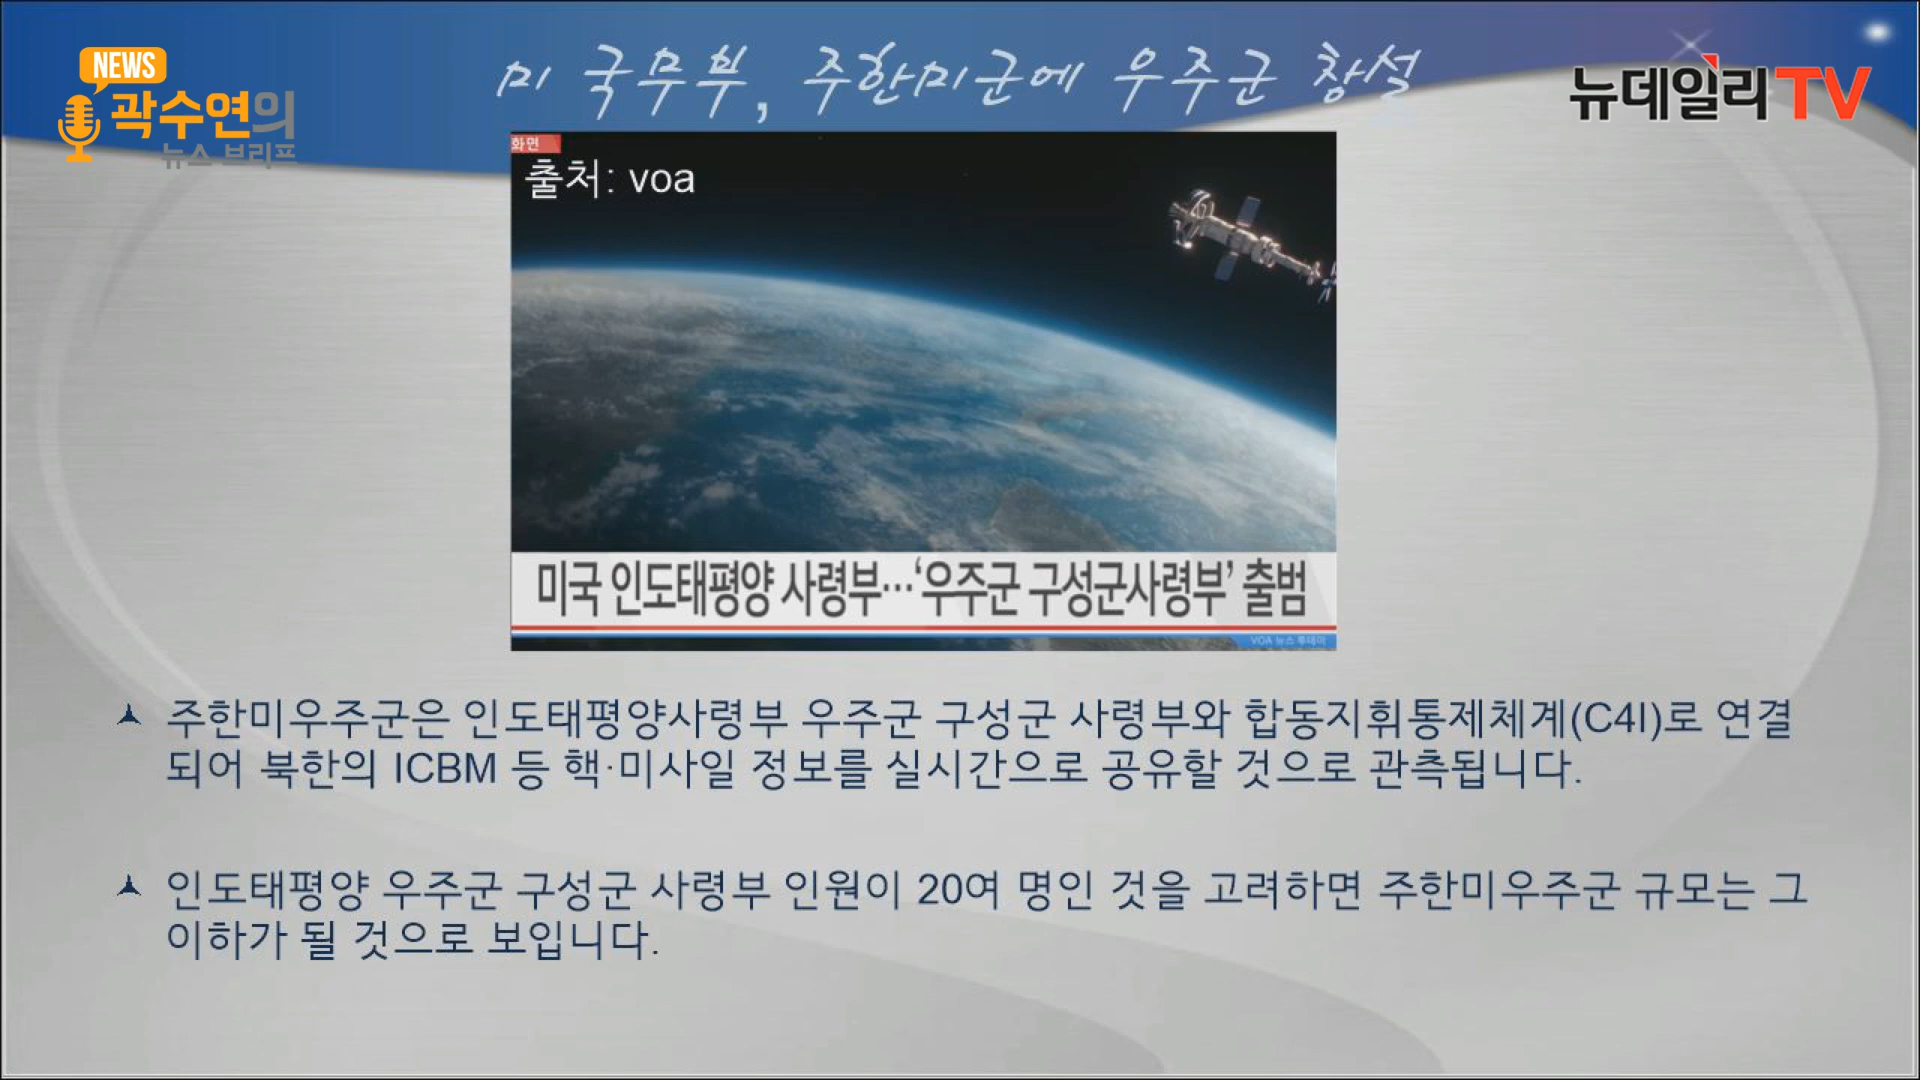 NEWS
곽수연의
뉴스 브리프
미 국무부, 주한미군에 우주군 창설
뉴데일리TV
화면
출처: voa
미국 인도태평양 사령부…‘우주군 구성군사령부’ 출범
VOA 뉴스 투데이
주한미우주군은 인도태평양사령부 우주군 구성군 사령부와 합동지휘통제체계(C4I)로 연결
되어 북한의 ICBM 등 핵·미사일 정보를 실시간으로 공유할 것으로 관측됩니다.
인도태평양 우주군 구성군 사령부 인원이 20여 명인 것을 고려하면 주한미우주군 규모는 그
이하가 될 것으로 보입니다.